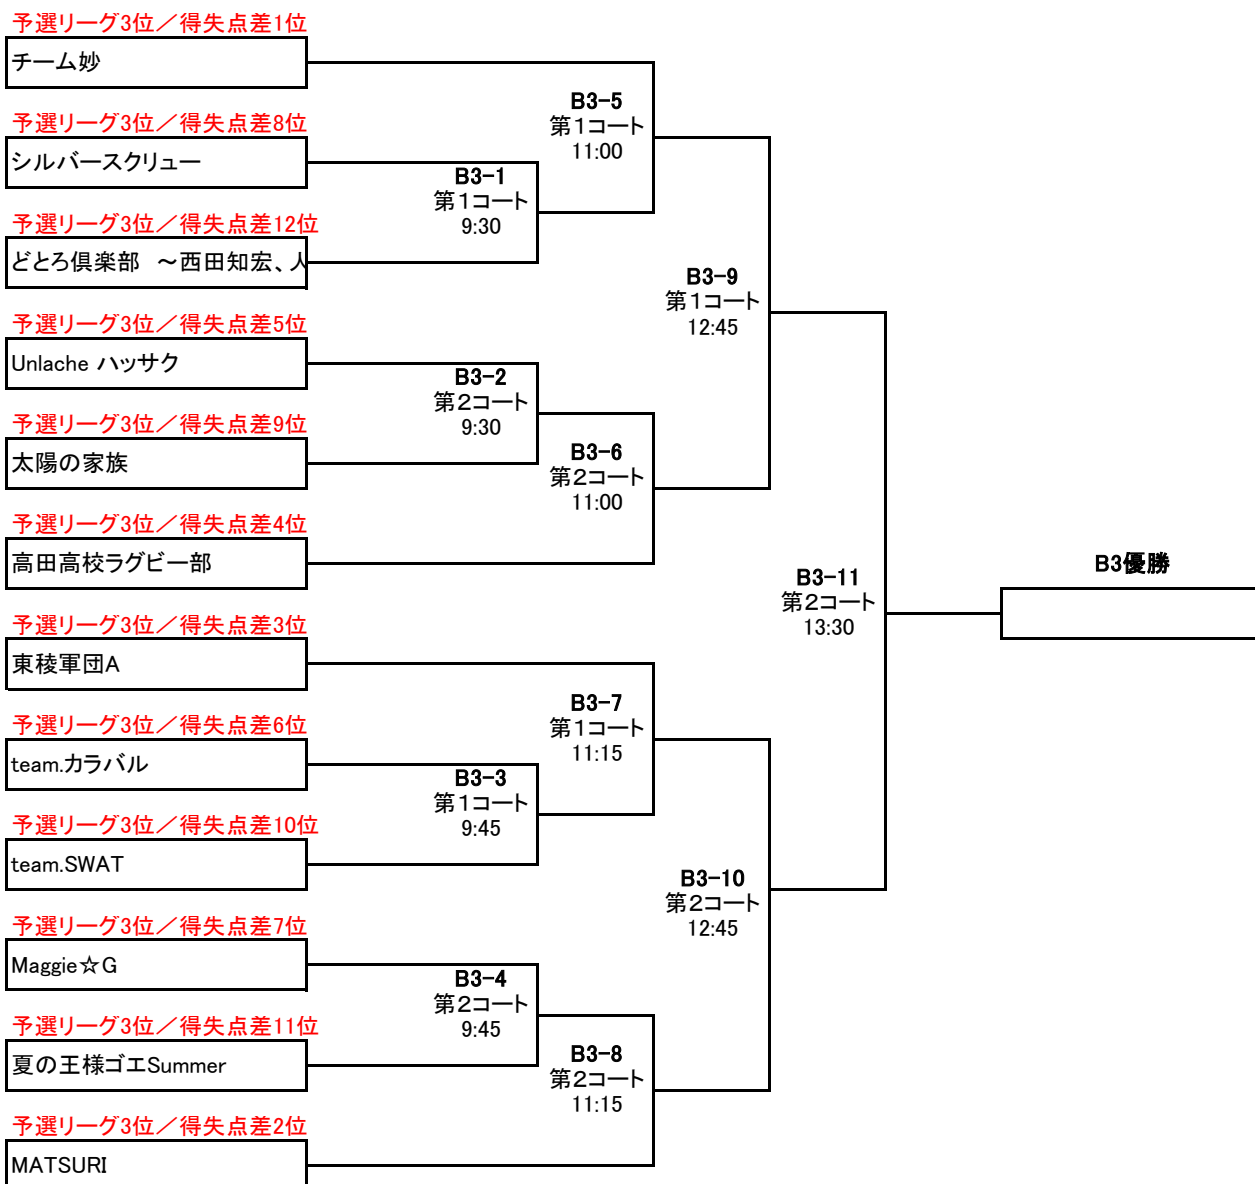 予選リーグ3位／得失点差1位
チーム妙
B3-5
第1コート
11:00
予選リーグ3位／得失点差8位
シルバースクリュー
B3-1
第1コート
9:30
予選リーグ3位／得失点差12位
どとろ倶楽部　～西田知宏、人
B3-9
第1コート
12:45
予選リーグ3位／得失点差5位
Unlache ハッサク
B3-2
第2コート
9:30
予選リーグ3位／得失点差9位
太陽の家族
B3-6
第2コート
11:00
予選リーグ3位／得失点差4位
高田高校ラグビー部
B3-11
第2コート
13:30
B3優勝
予選リーグ3位／得失点差3位
東稜軍団A
B3-7
第1コート
11:15
予選リーグ3位／得失点差6位
team.カラバル
B3-3
第1コート
9:45
予選リーグ3位／得失点差10位
team.SWAT
B3-10
第2コート
12:45
予選リーグ3位／得失点差7位
Maggie☆G
B3-4
第2コート
9:45
予選リーグ3位／得失点差11位
夏の王様ゴエSummer
B3-8
第2コート
11:15
予選リーグ3位／得失点差2位
MATSURI